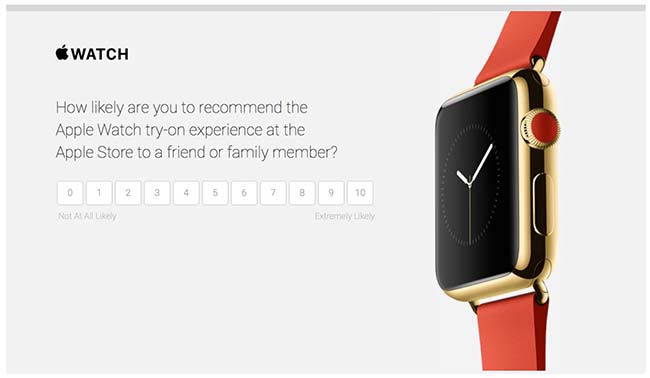 WATCH
How likely are you to recommend the
Apple Watch try-on experience at the
Apple Store to a friend or family member?
0 1 2 3 4 5 6 7 8 9 10
Not At All Likely Extremely Likely